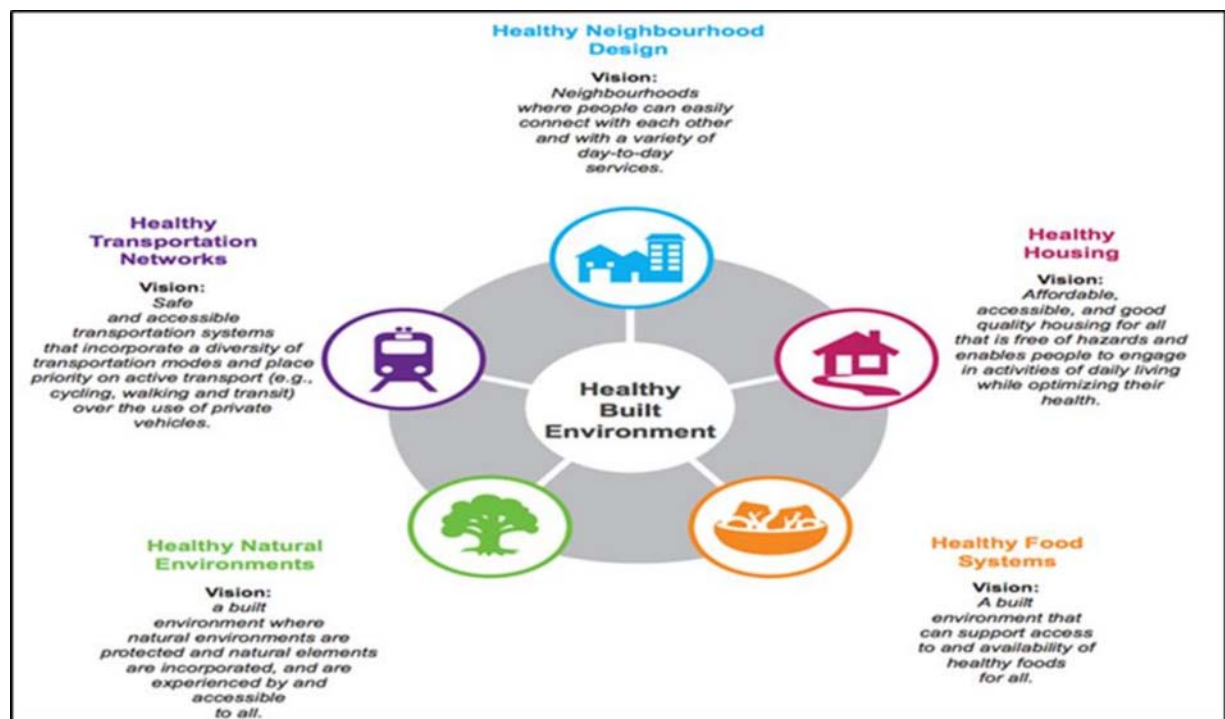 Healthy Neighbourhood
Design
Vision:
Neighbourhoods
where people can easily
connect with each other
and with a variety of
day-to-day
services.
Healthy
Transportation
Networks
Vision:
Safe
and accessible
transportation systems
that incorporate a diversity of
transportation modes and place
priority on active transport (e.g.,
cycling, walking and transit)
over the use of private
vehicles.
Healthy
Housing
Vision:
Affordable,
accessible, and good
quality housing for all
that is free of hazards and
enables people to engage
in activities of daily living
while optimizing their
health.
Healthy
Built
Environment
Healthy Natural
Environments
Vision:
a built
environment where
natural environments are
protected and natural elements
are incorporated, and are
experienced by and
accessible
to all.
Healthy Food
Systems
Vision:
A built
environment that
can support access
to and availability of
healthy foods
for all.